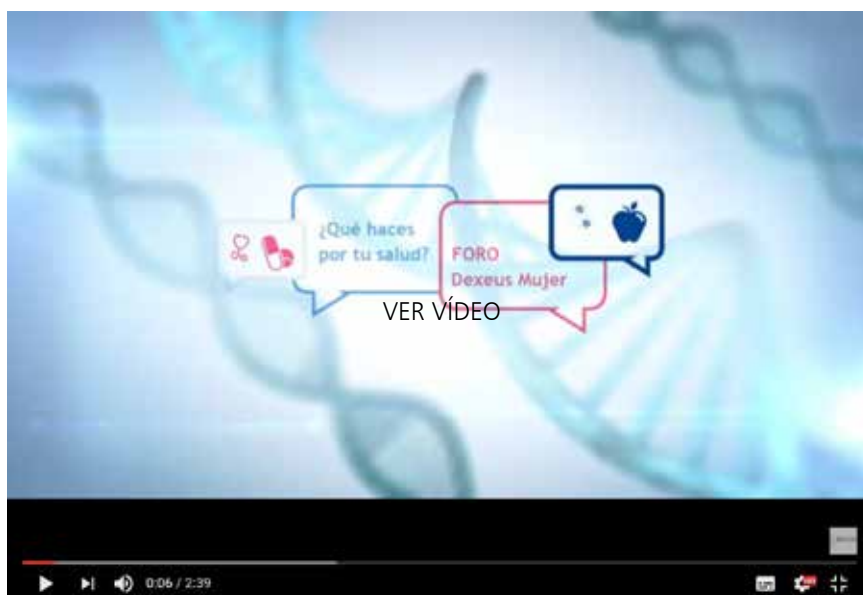 ¿Qué haces
por tu salud?
FORO
Dexeus Mujer
VER VÍDEO
0:06 / 2:39